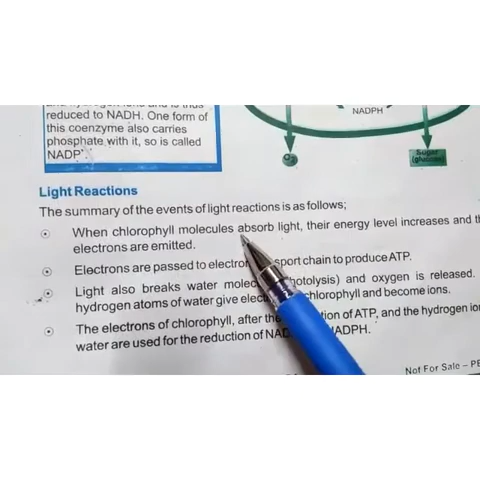 reduced to NADH. One form of
this coenzyme also carries
phosphate with it, so is called
NADP
NADPH
O2
Sugar
(glucose)
Light Reactions
The summary of the events of light reactions is as follows;
When chlorophyll molecules absorb light, their energy level increases and
electrons are emitted.
Electrons are passed to electron sport chain to produce ATP.
Light also breaks water (photolysis) and oxygen is released.
hydrogen atoms of water give chlorophyll and become ions.
The electrons of chlorophyll, after the of ATP, and the hydrogen
water are used for the reduction of
Not For Sale –